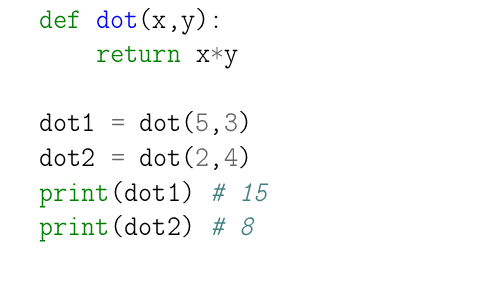 def dot(x,y):
    return x*y

dot1 = dot(5,3)
dot2 = dot(2,4)
print(dot1) # 15
print(dot2) # 8